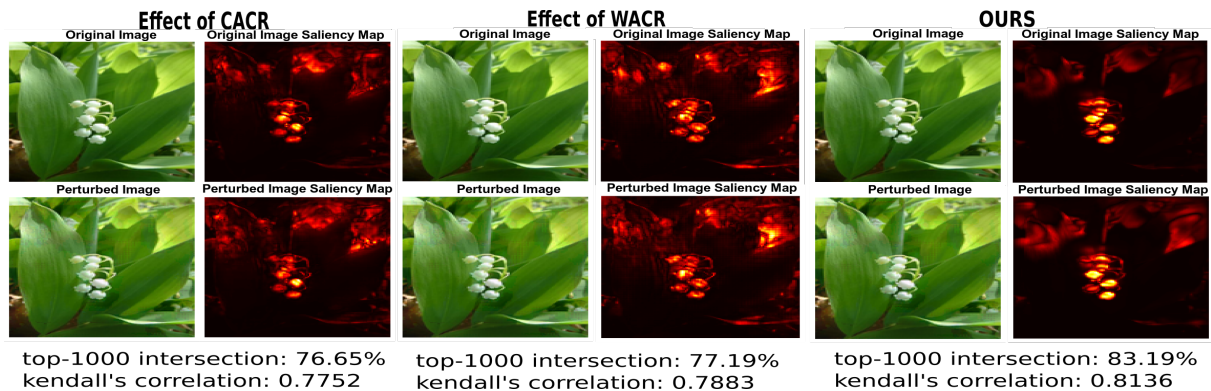 Effect of CACR
Original Image
Original Image Saliency Map
Perturbed Image
Perturbed Image Saliency Map
top-1000 intersection: 76.65%
kendall's correlation: 0.7752
Effect of WACR
Original Image
Original Image Saliency Map
Perturbed Image
Perturbed Image Saliency Map
top-1000 intersection: 77.19%
kendall's correlation: 0.7883
OURS
Original Image
Original Image Saliency Map
Perturbed Image
Perturbed Image Saliency Map
top-1000 intersection: 83.19%
kendall's correlation: 0.8136